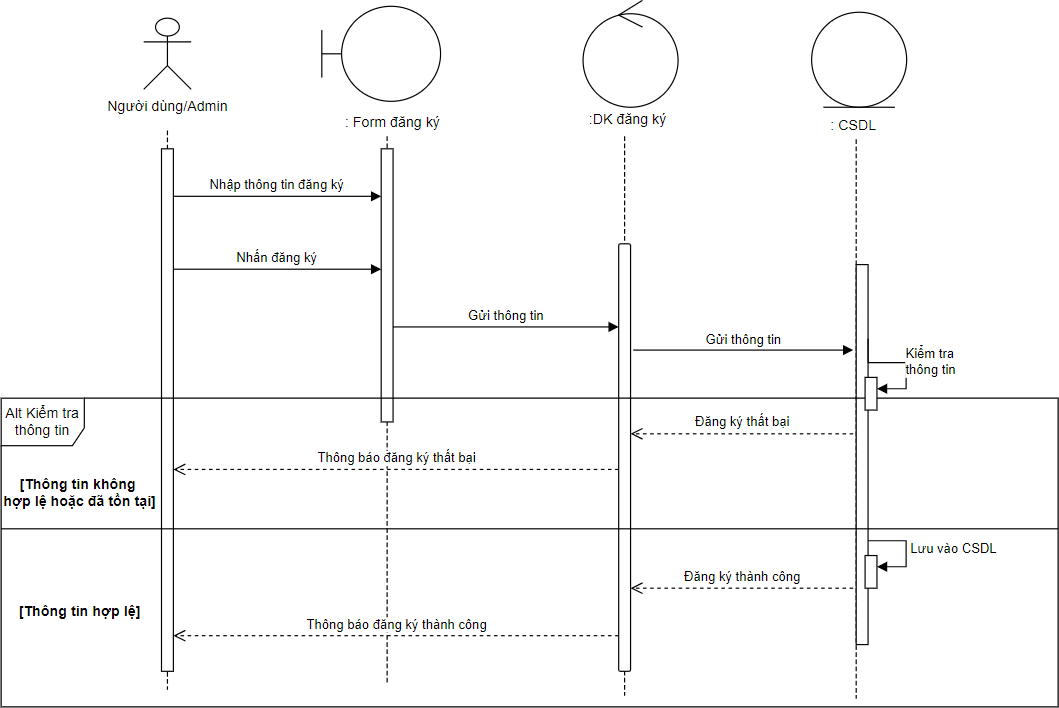 Người dùng/Admin
: Form đăng ký
:DK đăng ký
: CSDL
Nhập thông tin đăng ký
Nhấn đăng ký
Gửi thông tin
Gửi thông tin
Kiểm tra
thông tin
Alt Kiểm tra
thông tin
Đăng ký thất bại
Thông báo đăng ký thất bại
[Thông tin không
hợp lệ hoặc đã tồn tại]
Lưu vào CSDL
Đăng ký thành công
[Thông tin hợp lệ]
Thông báo đăng ký thành công